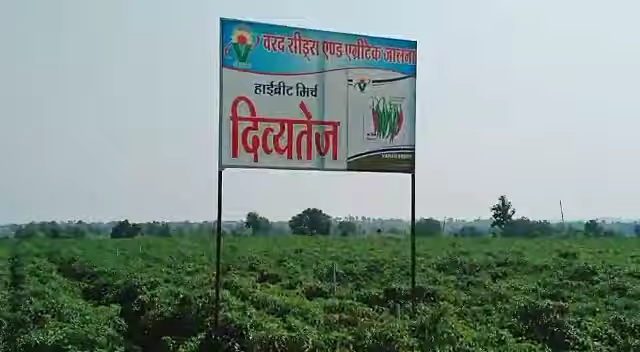 वरद सीड्स एण्ड एग्रीटेक जालना
हाईब्रीट मिर्च
दिव्यतेज